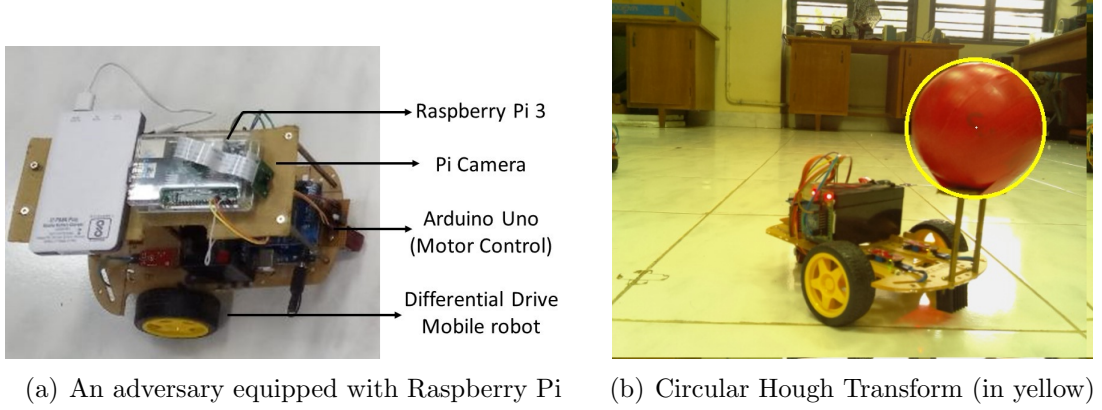 Raspberry Pi 3
Pi Camera
Arduino Uno
(Motor Control)
Differential Drive
Mobile robot
(a) An adversary equipped with Raspberry Pi
(b) Circular Hough Transform (in yellow)